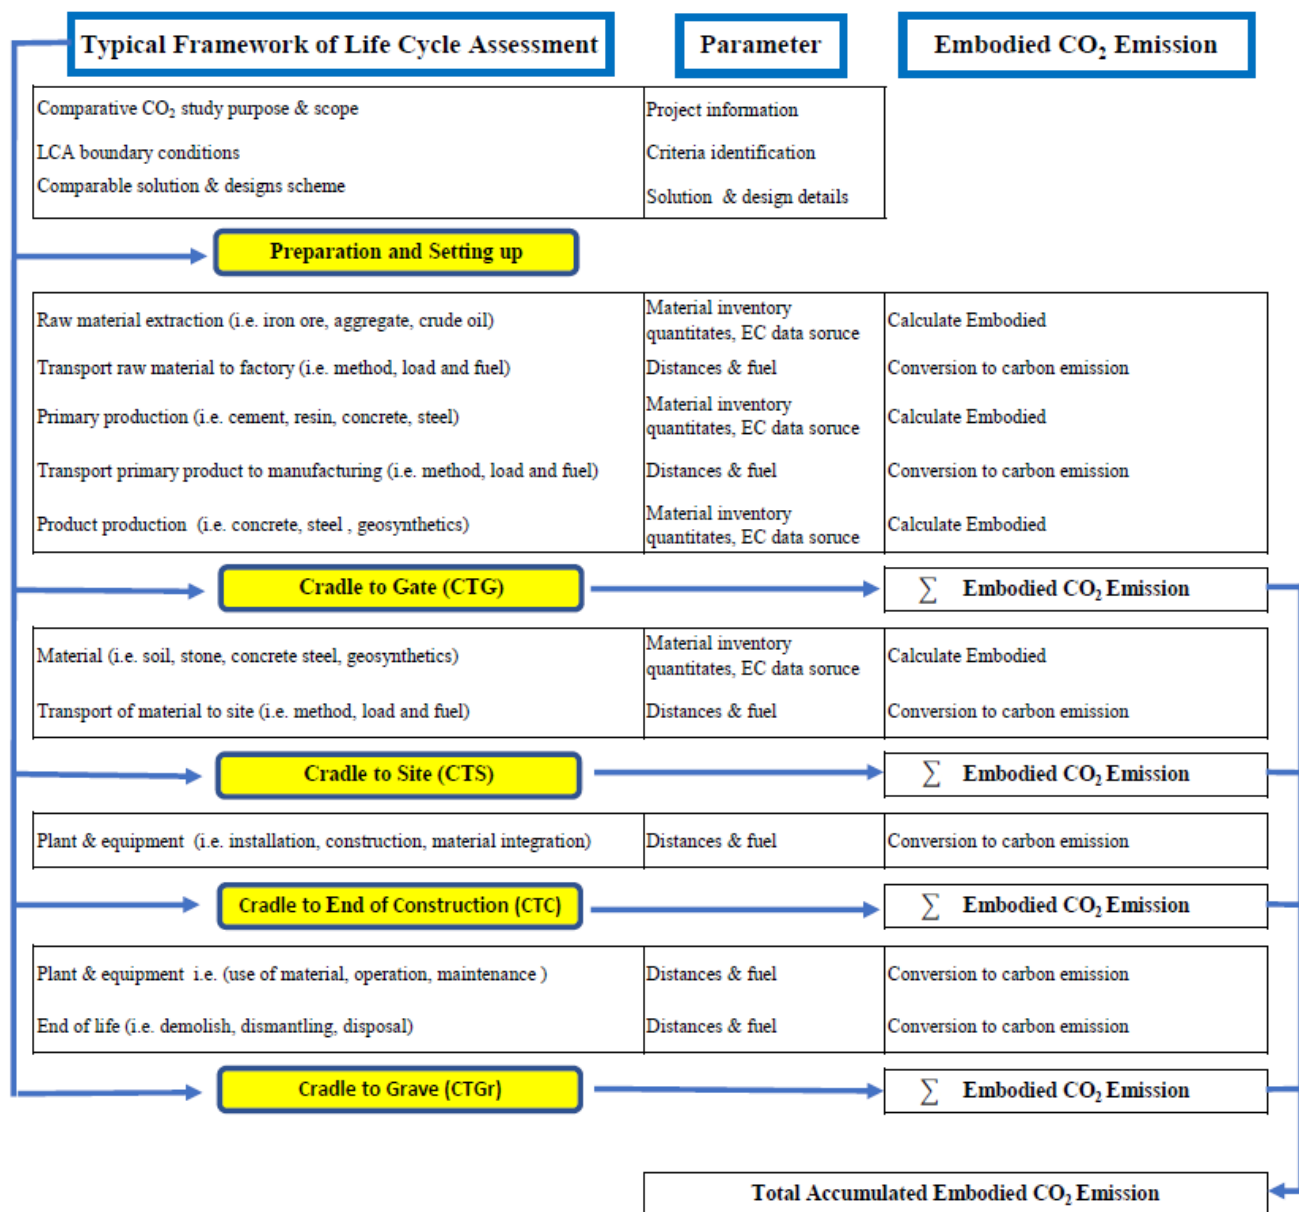 Typical Framework of Life Cycle Assessment
Parameter
Embodied CO₂ Emission
Comparative CO₂ study purpose & scope
Project information
LCA boundary conditions
Criteria identification
Comparable solution & designs scheme
Solution & design details
Preparation and Setting up
Raw material extraction (i.e. iron ore, aggregate, crude oil)
Material inventory
quantitates, EC data soruce
Calculate Embodied
Transport raw material to factory (i.e. method, load and fuel)
Distances & fuel
Conversion to carbon emission
Primary production (i.e. cement, resin, concrete, steel)
Material inventory
quantitates, EC data soruce
Calculate Embodied
Transport primary product to manufacturing (i.e. method, load and fuel)
Distances & fuel
Conversion to carbon emission
Product production (i.e. concrete, steel , geosynthetics)
Material inventory
quantitates, EC data soruce
Calculate Embodied
Cradle to Gate (CTG)
∑ Embodied CO₂ Emission
Material (i.e. soil, stone, concrete steel, geosynthetics)
Material inventory
quantitates, EC data soruce
Calculate Embodied
Transport of material to site (i.e. method, load and fuel)
Distances & fuel
Conversion to carbon emission
Cradle to Site (CTS)
∑ Embodied CO₂ Emission
Plant & equipment (i.e. installation, construction, material integration)
Distances & fuel
Conversion to carbon emission
Cradle to End of Construction (CTC)
∑ Embodied CO₂ Emission
Plant & equipment i.e. (use of material, operation, maintenance )
Distances & fuel
Conversion to carbon emission
End of life (i.e. demolish, dismantling, disposal)
Distances & fuel
Conversion to carbon emission
Cradle to Grave (CTGr)
∑ Embodied CO₂ Emission
Total Accumulated Embodied CO₂ Emission